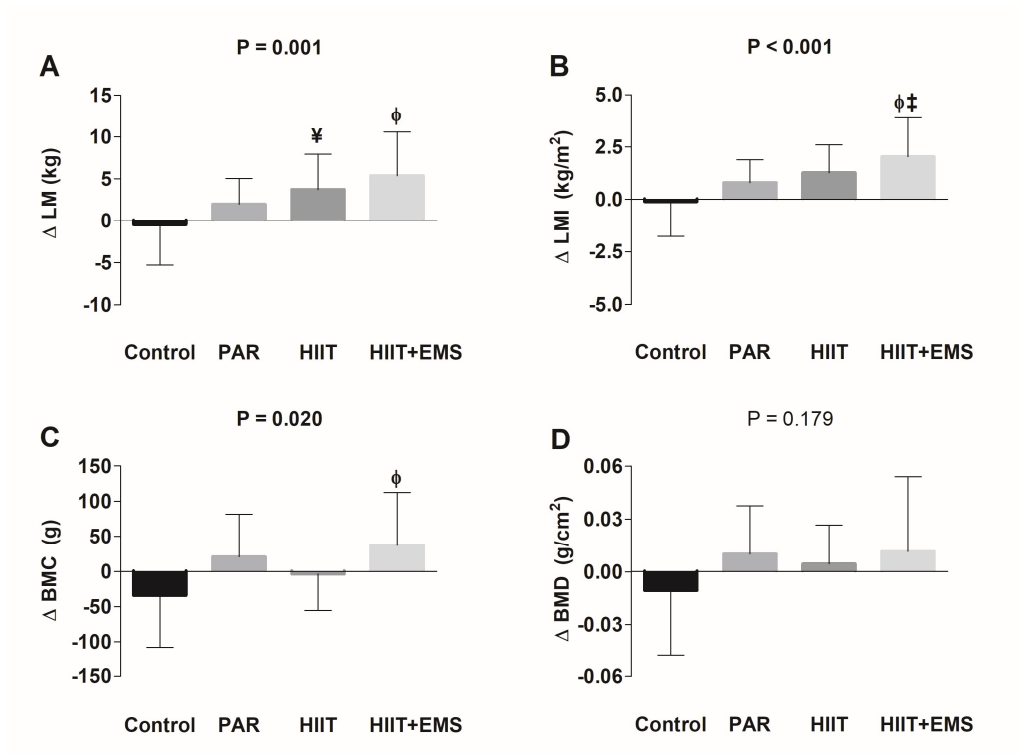 P = 0.001
A
15
10
5
0
-5
-10
Δ LM (kg)
¥
ϕ
Control PAR HIIT HIIT+EMS
P < 0.001
B
5.0
2.5
0.0
-2.5
-5.0
Δ LMI (kg/m²)
ϕ‡
Control PAR HIIT HIIT+EMS
P = 0.020
C
150
100
50
0
-50
-100
-150
Δ BMC (g)
ϕ
Control PAR HIIT HIIT+EMS
P = 0.179
D
0.06
0.03
0.00
-0.03
-0.06
Δ BMD (g/cm²)
Control PAR HIIT HIIT+EMS